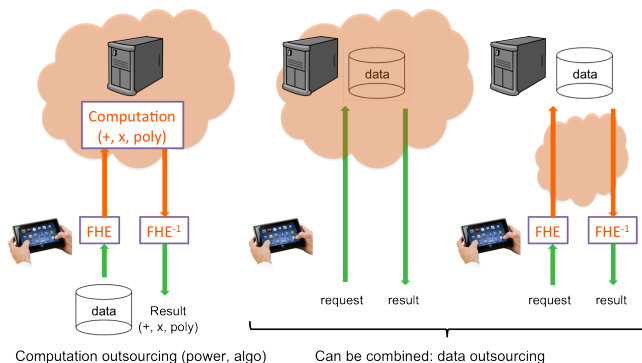 Computation
(+, x, poly)
FHE
FHE-1
data
Result
(+, x, poly)
Computation outsourcing (power, algo)
data
request
result
data
FHE
FHE-1
request
result
Can be combined: data outsourcing